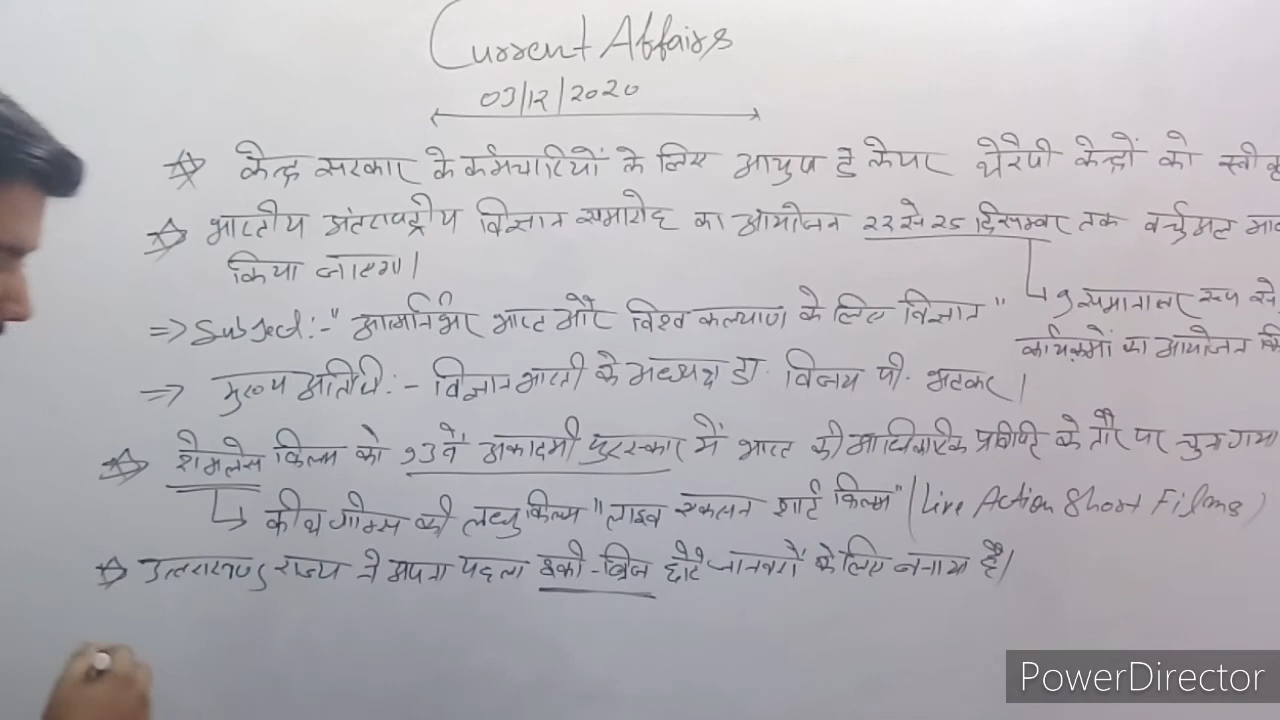 Current Affairs
03/12/2020
केन्द्र सरकार के कर्मचारियों के लिए आयुष डे केयर थेरैपी केन्द्रों को स्वीकृ
भारतीय अंतराष्ट्रीय विज्ञान समारोह का आयोजन 22 से 25 दिसम्बर तक वर्चुअल
किया जाएगा।
9 समानान्तर रूप से
=> Subject :- "आत्मनिर्भर भारत और विश्व कल्याण के लिए विज्ञान"
कार्यक्रमों का आयोजन
=> मुख्य अतिथि :- विज्ञान भारती के अध्यक्ष डा. विजय पी. भटकर।
शेमलेस फिल्म को 93वें अकादमी पुरस्कार में भारत की आधिकारिक प्रविष्टि के तौर पर चुना गया
कीथ गोम्स की लघु फिल्म "लाइव एक्सन शार्ट फिल्म" (Live Action Short Films)
उत्तराखण्ड राज्य ने अपना पहला इको-ब्रिज छोटे जानवरों के लिए बनाया है।
PowerDirector